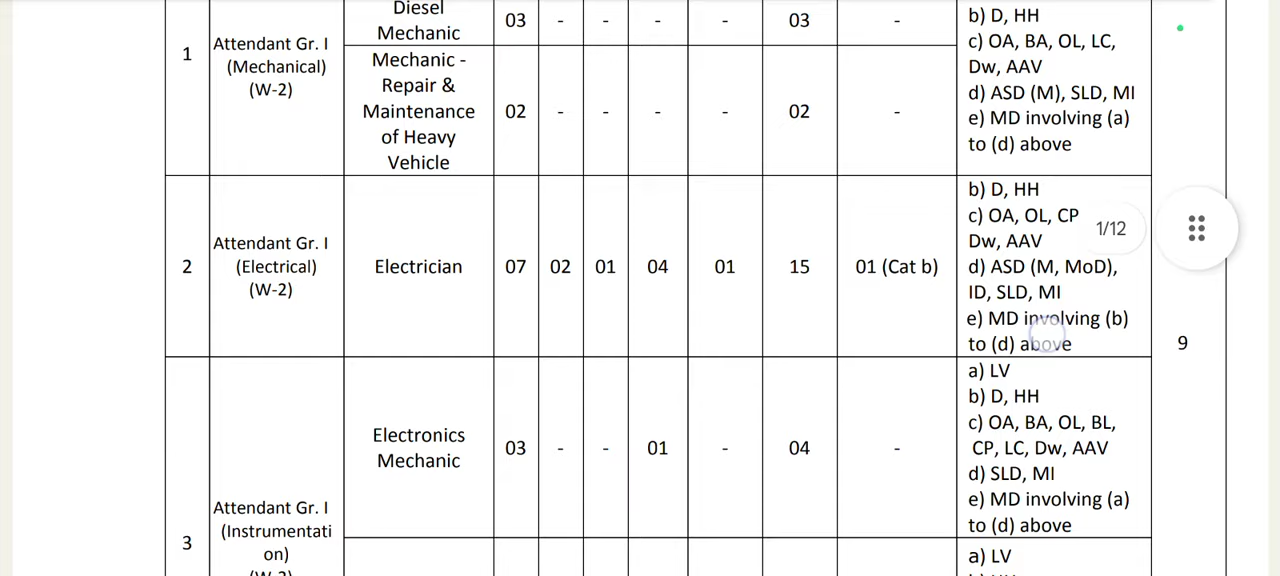 1
Attendant Gr. I
(Mechanical)
(W-2)
Diesel
Mechanic
03 - - - - 03 -
Mechanic -
Repair &
Maintenance
of Heavy
Vehicle
02 - - - - 02 -
b) D, HH
c) OA, BA, OL, LC,
Dw, AAV
d) ASD (M), SLD, MI
e) MD involving (a)
to (d) above
2
Attendant Gr. I
(Electrical)
(W-2)
Electrician
07 02 01 04 01 15 01 (Cat b)
b) D, HH
c) OA, OL, CP
Dw, AAV
d) ASD (M, MoD),
ID, SLD, MI
e) MD involving (b)
to (d) above
1/12
9
3
Attendant Gr. I
(Instrumentati
on)
Electronics
Mechanic
03 - - 01 - 04 -
a) LV
b) D, HH
c) OA, BA, OL, BL,
CP, LC, Dw, AAV
d) SLD, MI
e) MD involving (a)
to (d) above
a) LV